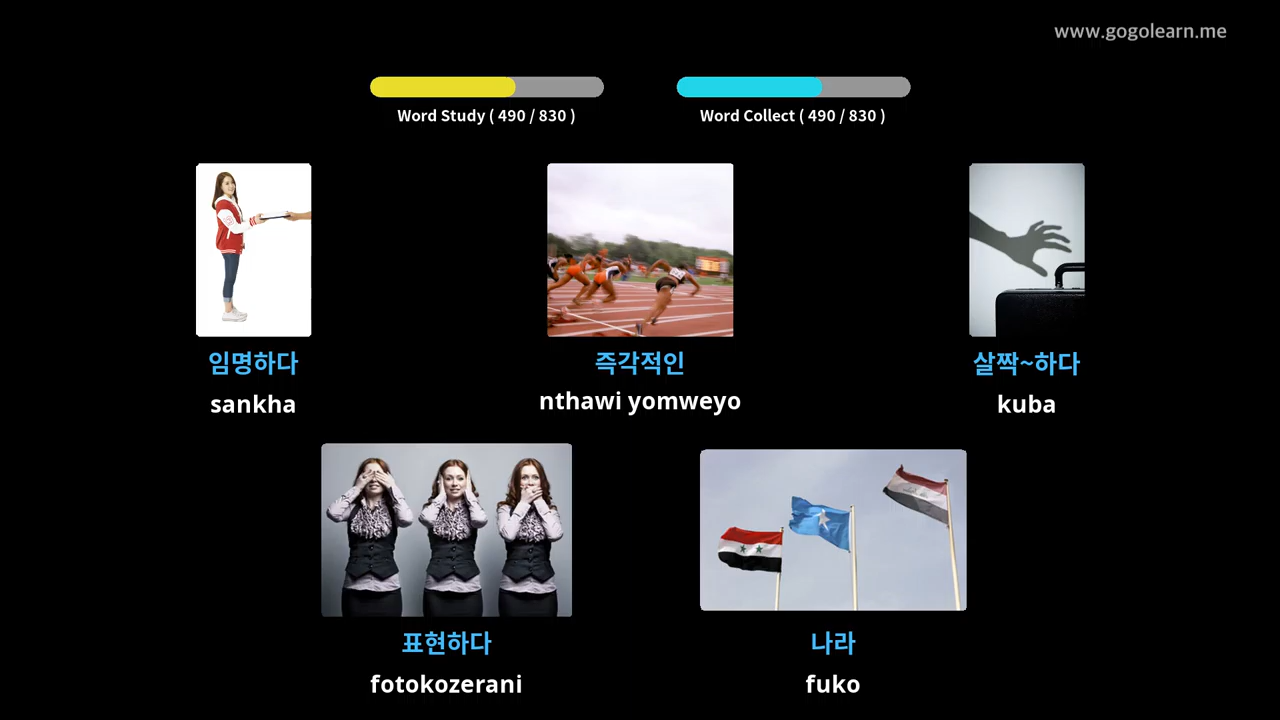 www.gogolearn.me
Word Study ( 490 / 830 )
Word Collect ( 490 / 830 )
임명하다
sankha
즉각적인
nthawi yomweyo
살짝~하다
kuba
표현하다
fotokozerani
나라
fuko